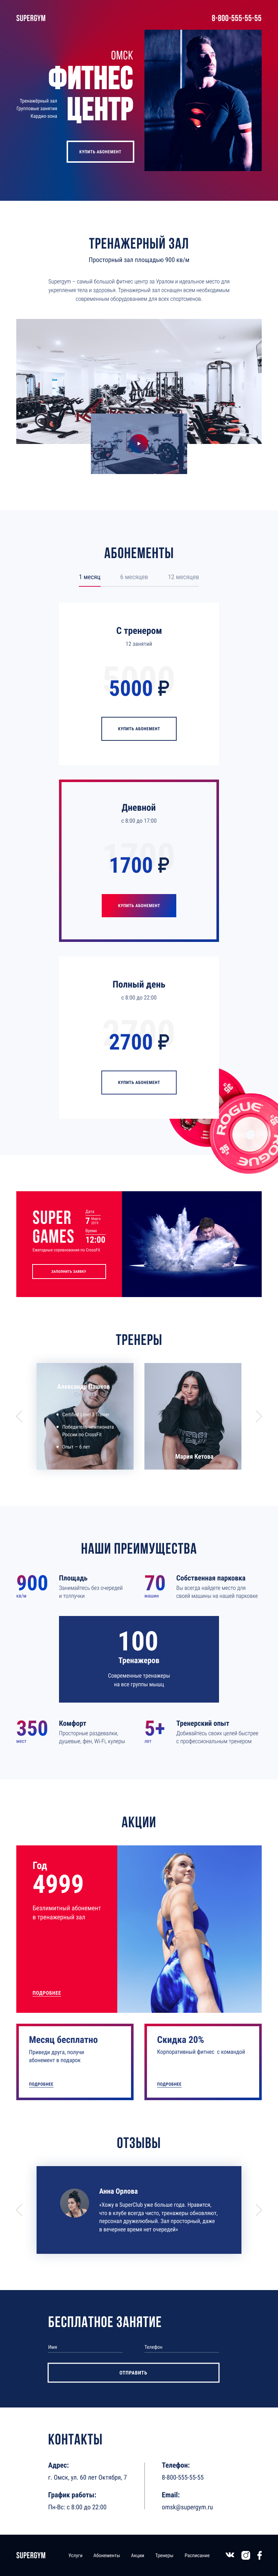 SUPERGYM
8-800-555-55-55
ОМСК
ФИТНЕС
ЦЕНТР
Тренажёрный зал
Групповые занятия
Кардио-зона
КУПИТЬ АБОНЕМЕНТ
ТРЕНАЖЕРНЫЙ ЗАЛ
Просторный зал площадью 900 кв/м
Supergym – самый большой фитнес центр за Уралом и идеальное место для
укрепления тела и здоровья. Тренажерный зал оснащен всем необходимым
современным оборудованием для всех спортсменов.
АБОНЕМЕНТЫ
1 месяц
6 месяцев
12 месяцев
С тренером
12 занятий
5000
5000 ₽
КУПИТЬ АБОНЕМЕНТ
Дневной
с 8:00 до 17:00
1700
1700 ₽
КУПИТЬ АБОНЕМЕНТ
Полный день
с 8:00 до 22:00
2700
2700 ₽
КУПИТЬ АБОНЕМЕНТ
ROGUE
SUPER
GAMES
Дата
7 Марта
2019
Время
12:00
Ежегодные соревнования по CrossFit
ЗАПОЛНИТЬ ЗАЯВКУ
ТРЕНЕРЫ
Победитель чемпионата
России по CrossFit
Опыт – 6 лет
Мария Кетова
НАШИ ПРЕИМУЩЕСТВА
900
кв/м
Площадь
Занимайтесь без очередей
и толпучки
70
машин
Собственная парковка
Вы всегда найдете место для
своей машины на нашей парковке
100
Тренажеров
Современные тренажеры
на все группы мышц
350
мест
Комфорт
Просторные раздевалки,
душевые, фен, Wi-Fi, кулеры
5+
лет
Тренерский опыт
Добивайтесь своих целей быстрее
с профессиональным тренером
АКЦИИ
Год
4999
Безлимитный абонемент
в тренажерный зал
ПОДРОБНЕЕ
Месяц бесплатно
Приведи друга, получи
абонемент в подарок
ПОДРОБНЕЕ
Скидка 20%
Корпоративный фитнес с командой
ПОДРОБНЕЕ
ОТЗЫВЫ
Анна Орлова
«Хожу в SuperClub уже больше года. Нравится,
что в клубе всегда чисто, тренажеры обновляют,
персонал дружелюбный. Зал просторный, даже
в вечернее время нет очередей»
БЕСПЛАТНОЕ ЗАНЯТИЕ
Имя
Телефон
ОТПРАВИТЬ
КОНТАКТЫ
Адрес:
г. Омск, ул. 60 лет Октября, 7
График работы:
Пн-Вс: с 8:00 до 22:00
Телефон:
8-800-555-55-55
Email:
omsk@supergym.ru
SUPERGYM
Услуги
Абонементы
Акции
Тренеры
Расписание